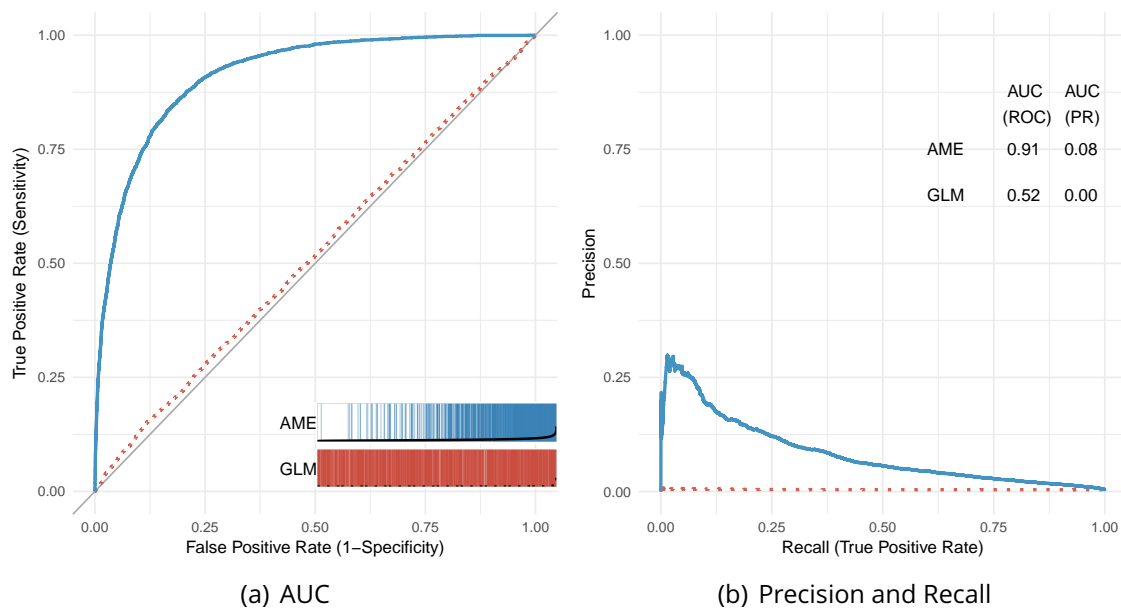 True Positive Rate (Sensitivity)
1.00
0.75
0.50
0.25
0.00
AME
GLM
0.00 0.25 0.50 0.75 1.00
False Positive Rate (1−Specificity)
(a) AUC
Precision
1.00
0.75
0.50
0.25
0.00
AUC AUC
(ROC) (PR)
AME 0.91 0.08
GLM 0.52 0.00
0.00 0.25 0.50 0.75 1.00
Recall (True Positive Rate)
(b) Precision and Recall